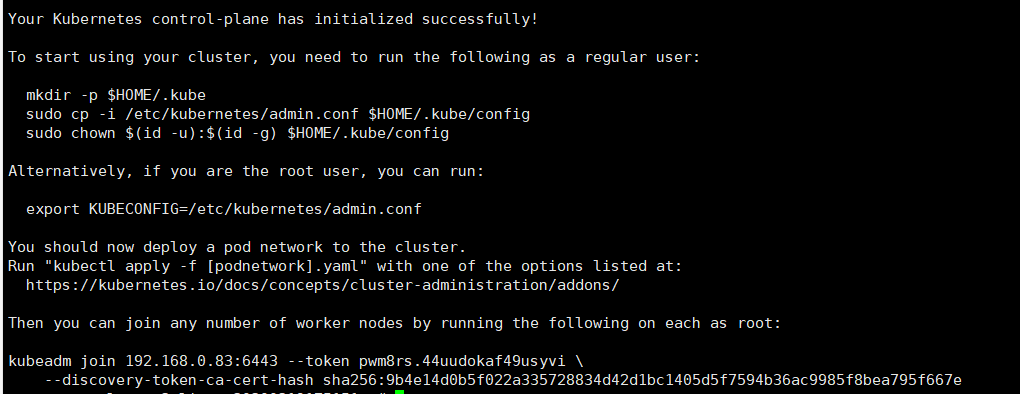 Your Kubernetes control-plane has initialized successfully!
To start using your cluster, you need to run the following as a regular user:
mkdir -p $HOME/.kube
sudo cp -i /etc/kubernetes/admin.conf $HOME/.kube/config
sudo chown $(id -u):$(id -g) $HOME/.kube/config
Alternatively, if you are the root user, you can run:
export KUBECONFIG=/etc/kubernetes/admin.conf
You should now deploy a pod network to the cluster.
Run "kubectl apply -f [podnetwork].yaml" with one of the options listed at:
https://kubernetes.io/docs/concepts/cluster-administration/addons/
Then you can join any number of worker nodes by running the following on each as root:
kubeadm join 192.168.0.83:6443 --token pwm8rs.44uudokaf49usyvi \
--discovery-token-ca-cert-hash sha256:9b4e14d0b5f022a335728834d42d1bc1405d5f7594b36ac9985f8bea795f667e